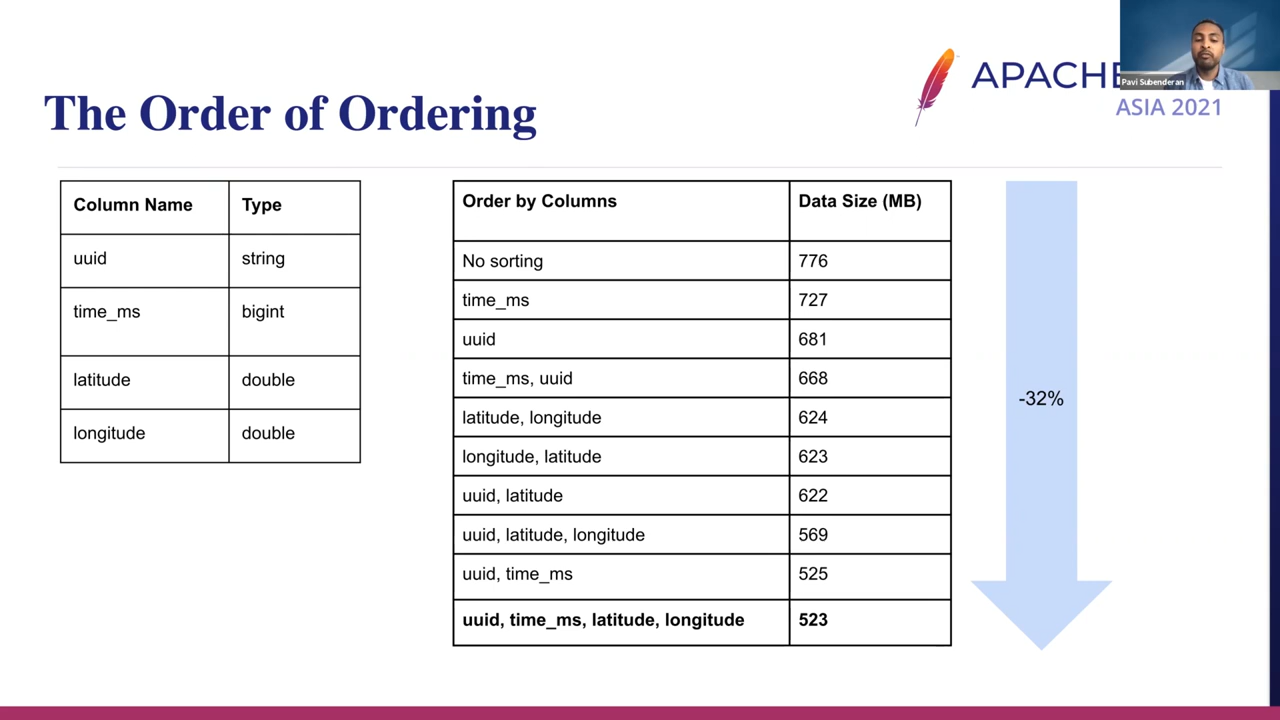 APACHE
ASIA 2021
Pavi Subenderan
The Order of Ordering
Column Name Type
uuid string
time_ms bigint
latitude double
longitude double
Order by Columns Data Size (MB)
No sorting 776
time_ms 727
uuid 681
time_ms, uuid 668
latitude, longitude 624
longitude, latitude 623
uuid, latitude 622
uuid, latitude, longitude 569
uuid, time_ms 525
uuid, time_ms, latitude, longitude 523
-32%